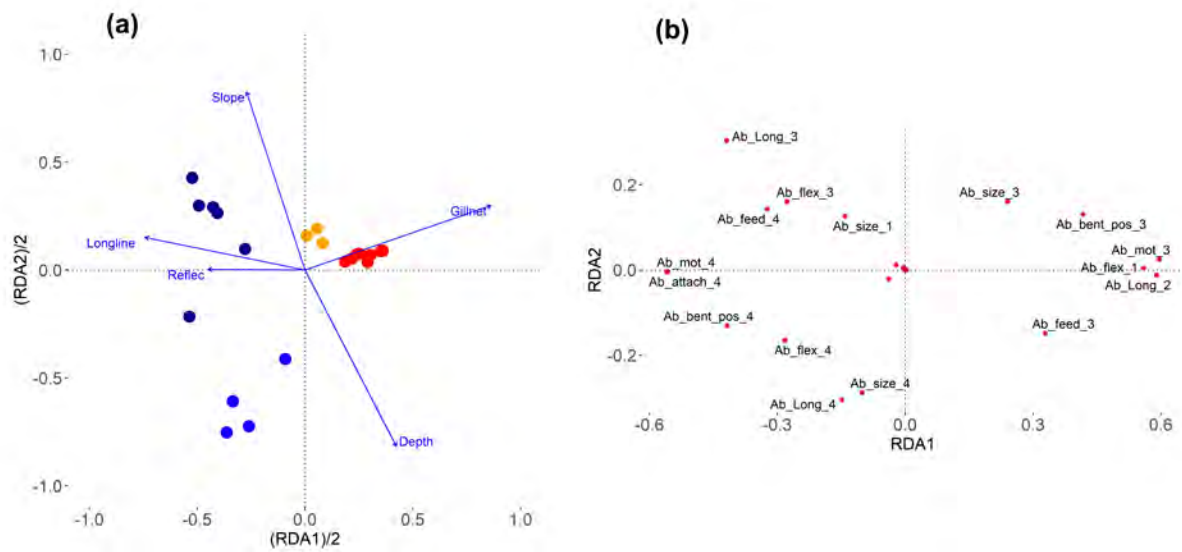 (a)
1.0
0.5
0.0
-0.5
-1.0
(RDA2)/2
Slope
Gillnet
Longline
Reflec
Depth
-1.0 -0.5 0.0 0.5 1.0
(RDA1)/2
(b)
0.2
0.0
-0.2
RDA2
Ab_Long_3
Ab_flex_3
Ab_size_3
Ab_feed_4
Ab_size_1
Ab_bent_pos_3
Ab_mot_3
Ab_mot_4
Ab_flex_1
Ab_attach_4
Ab_Long_2
Ab_bent_pos_4
Ab_feed_3
Ab_flex_4
Ab_size_4
Ab_Long_4
-0.6 -0.3 0.0 0.3 0.6
RDA1